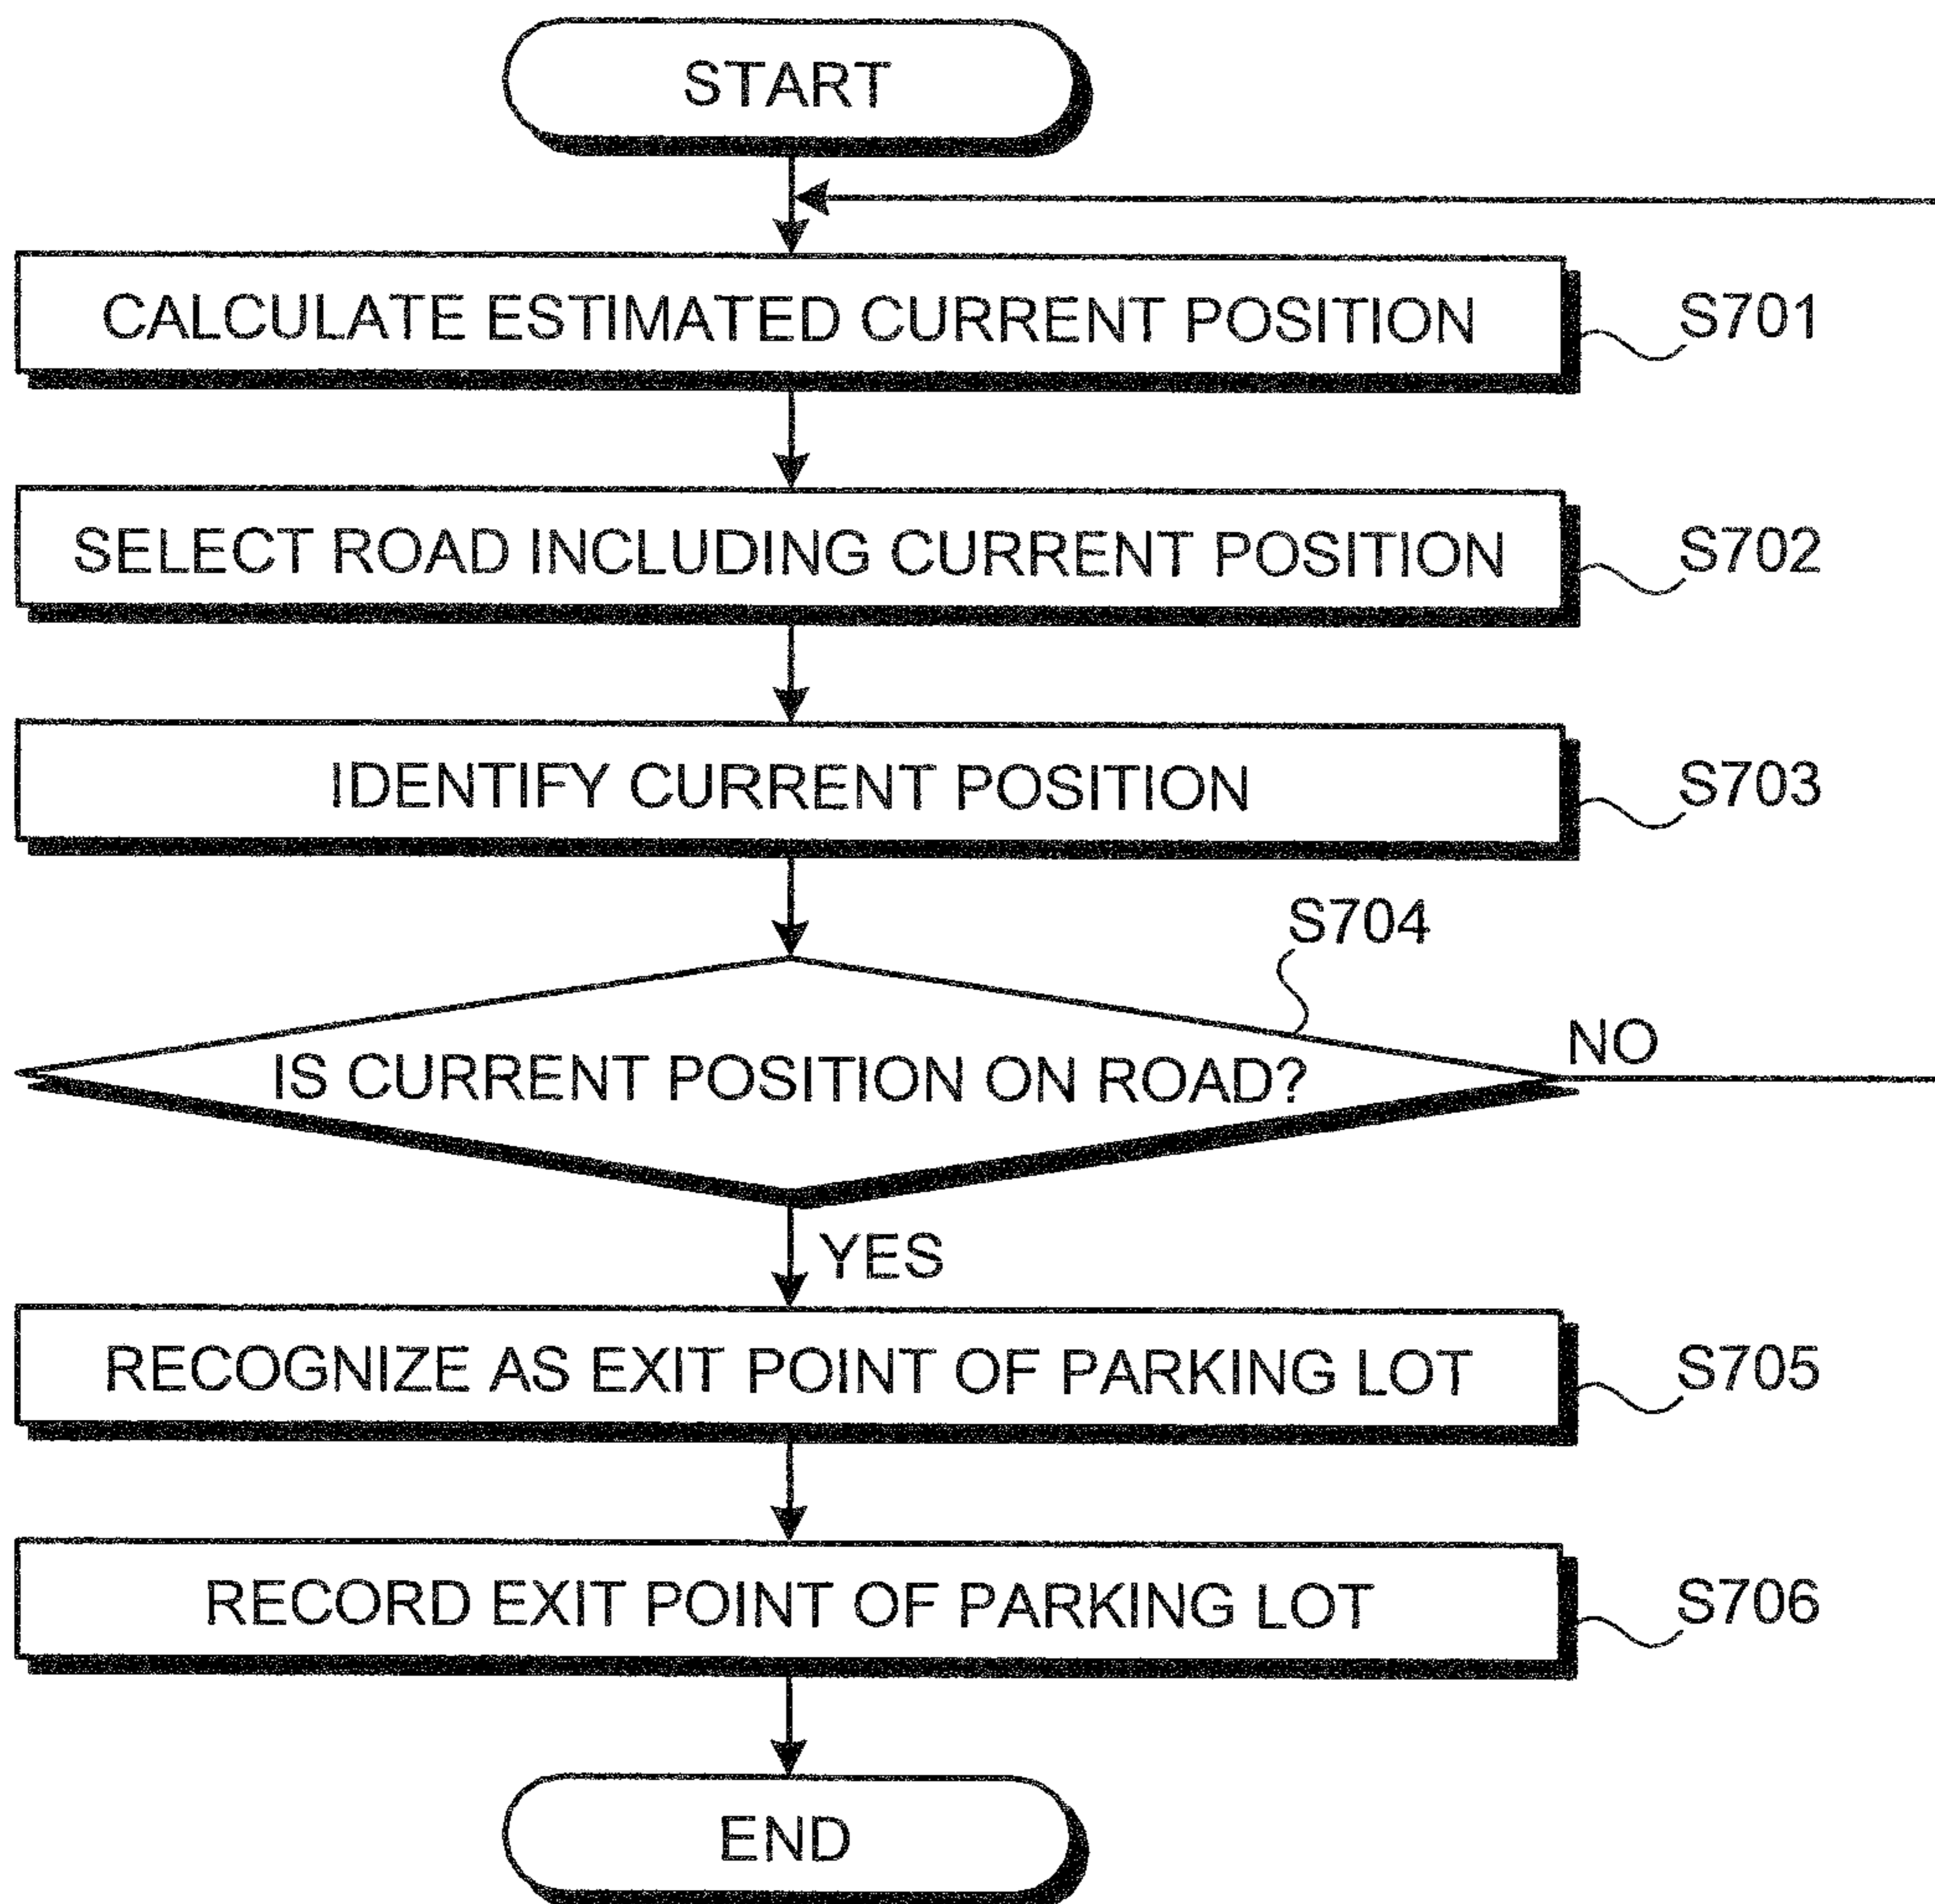 START
CALCULATE ESTIMATED CURRENT POSITION
S701
SELECT ROAD INCLUDING CURRENT POSITION
S702
IDENTIFY CURRENT POSITION
S703
S704
IS CURRENT POSITION ON ROAD?
NO
YES
RECOGNIZE AS EXIT POINT OF PARKING LOT
S705
RECORD EXIT POINT OF PARKING LOT
S706
END